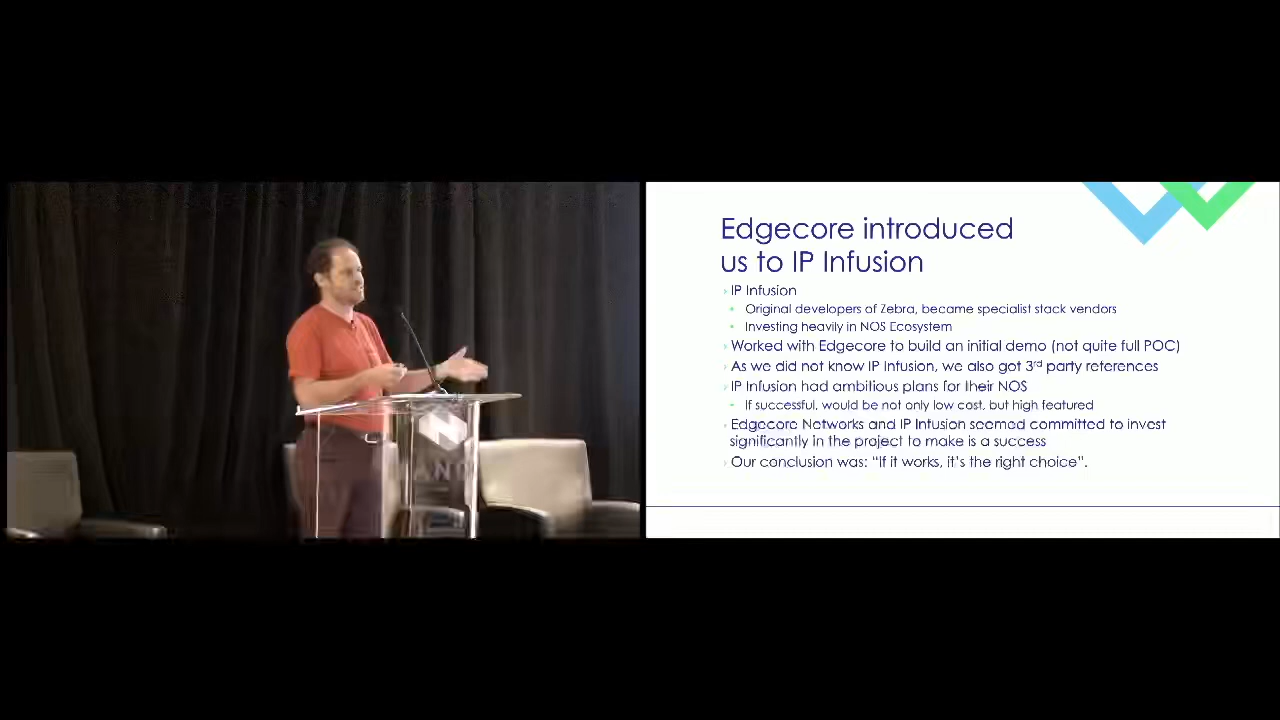 Edgecore introduced
us to IP Infusion
IP Infusion
Original developers of Zebra, became specialist stack vendors
Investing heavily in NOS Ecosystem
Worked with Edgecore to build an initial demo (not quite full POC)
As we did not know IP Infusion, we also got 3rd party references
IP Infusion had ambitious plans for their NOS
If successful, would be not only low cost, but high featured
Edgecore Networks and IP Infusion seemed committed to invest
significantly in the project to make is a success
Our conclusion was: “If it works, it’s the right choice”.